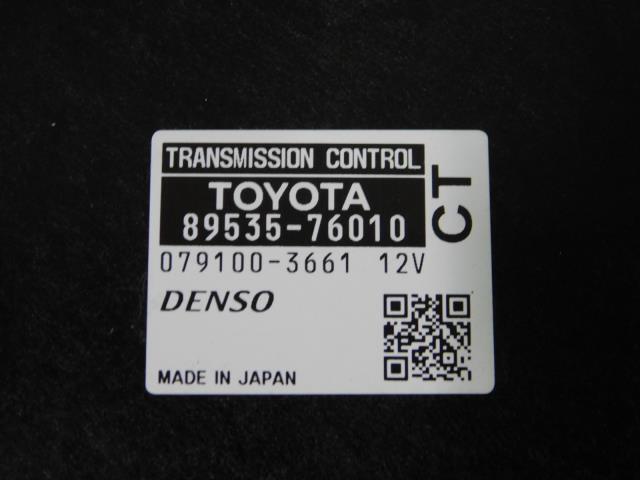 TRANSMISSION CONTROL
TOYOTA
89535-76010
CT
079100-3661 12V
DENSO
MADE IN JAPAN